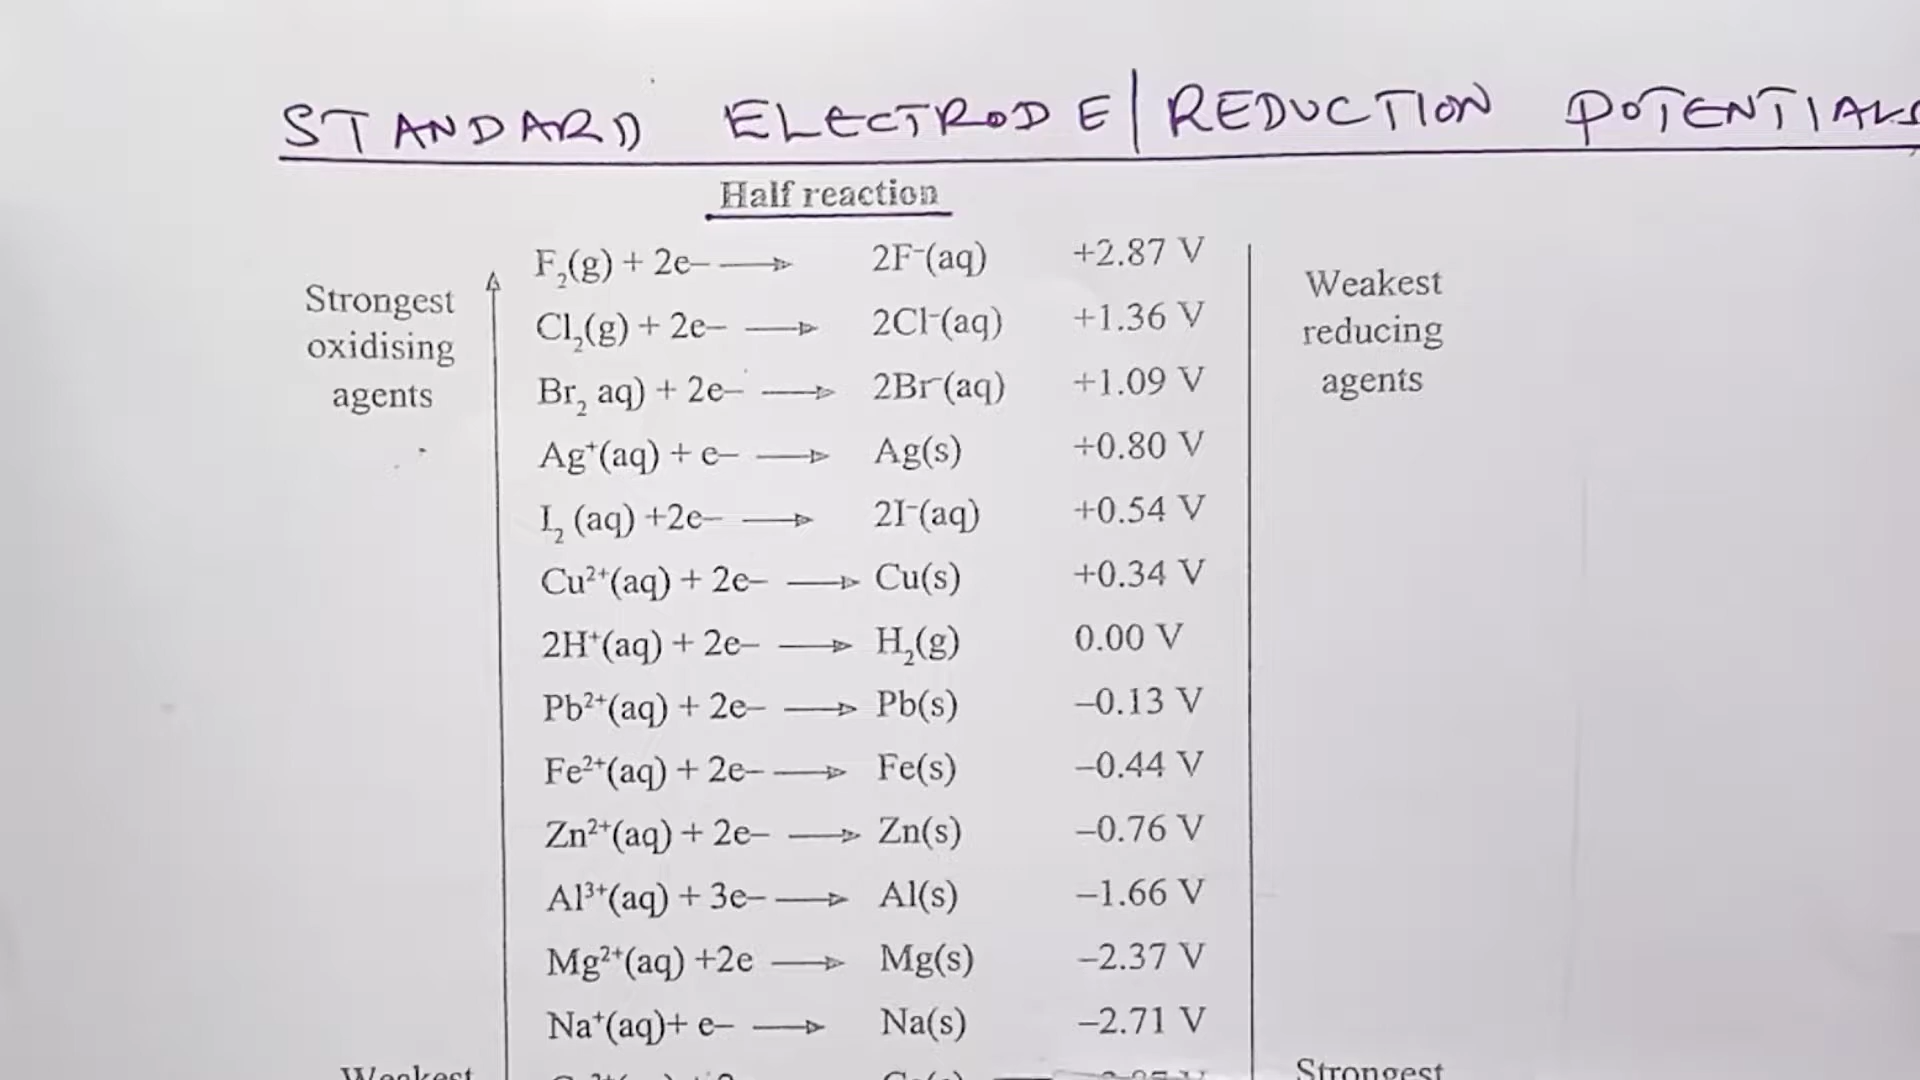 STANDARD ELECTRODE/REDUCTION POTENTIALS
Half reaction
Strongest oxidising agents
Weakest reducing agents
F₂(g) + 2e– → 2F⁻(aq) +2.87 V
Cl₂(g) + 2e– → 2Cl⁻(aq) +1.36 V
Br₂ aq) + 2e– → 2Br⁻(aq) +1.09 V
Ag⁺(aq) + e– → Ag(s) +0.80 V
I₂ (aq) +2e– → 2I⁻(aq) +0.54 V
Cu²⁺(aq) + 2e– → Cu(s) +0.34 V
2H⁺(aq) + 2e– → H₂(g) 0.00 V
Pb²⁺(aq) + 2e– → Pb(s) –0.13 V
Fe²⁺(aq) + 2e– → Fe(s) –0.44 V
Zn²⁺(aq) + 2e– → Zn(s) –0.76 V
Al³⁺(aq) + 3e– → Al(s) –1.66 V
Mg²⁺(aq) +2e → Mg(s) –2.37 V
Na⁺(aq)+ e– → Na(s) –2.71 V
Weakest
Strongest